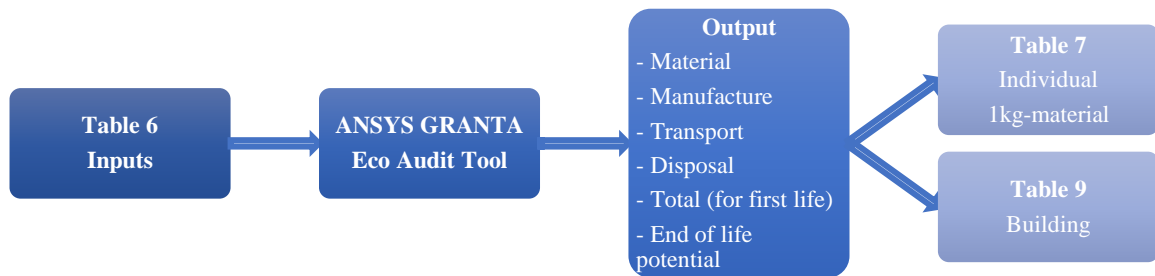 Table 6
Inputs
ANSYS GRANTA
Eco Audit Tool
Output
- Material
- Manufacture
- Transport
- Disposal
- Total (for first life)
- End of life
potential
Table 7
Individual
1kg-material
Table 9
Building